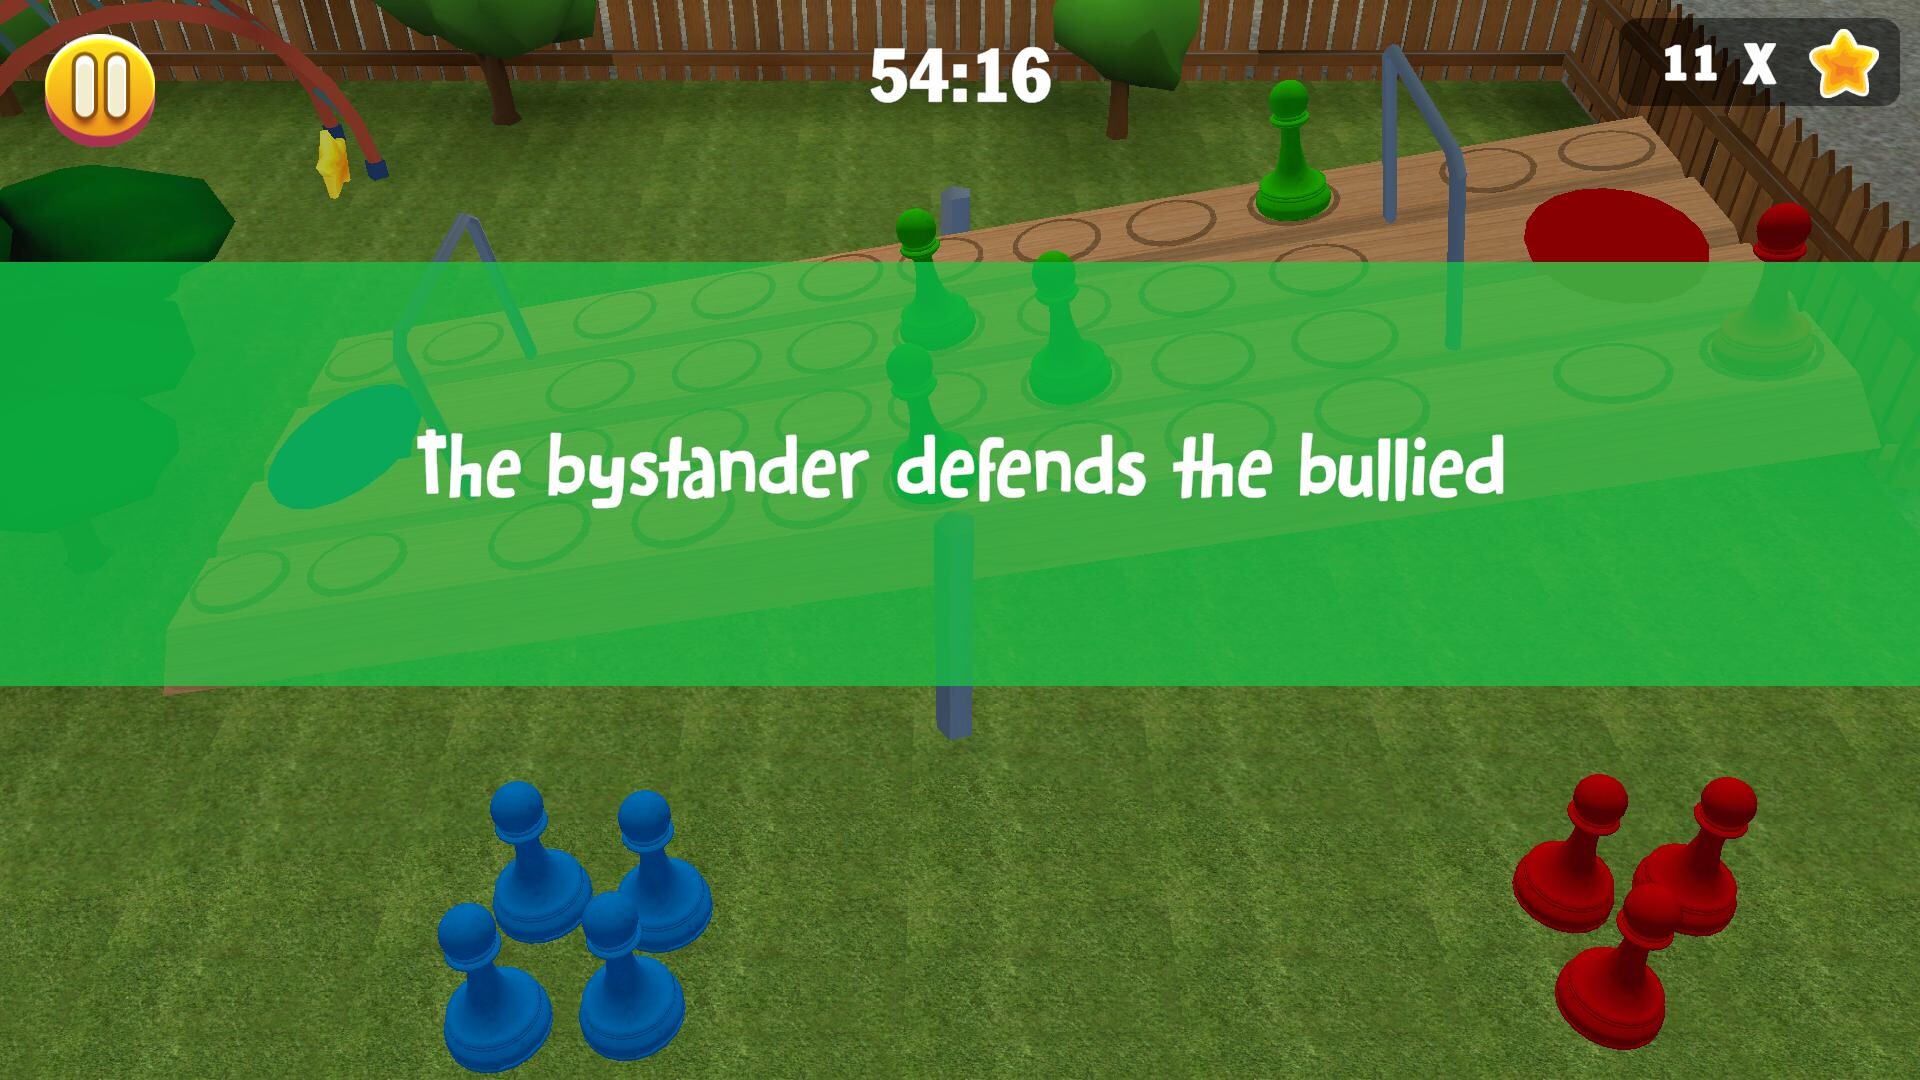 54:16
11 X
The bystander defends the bullied